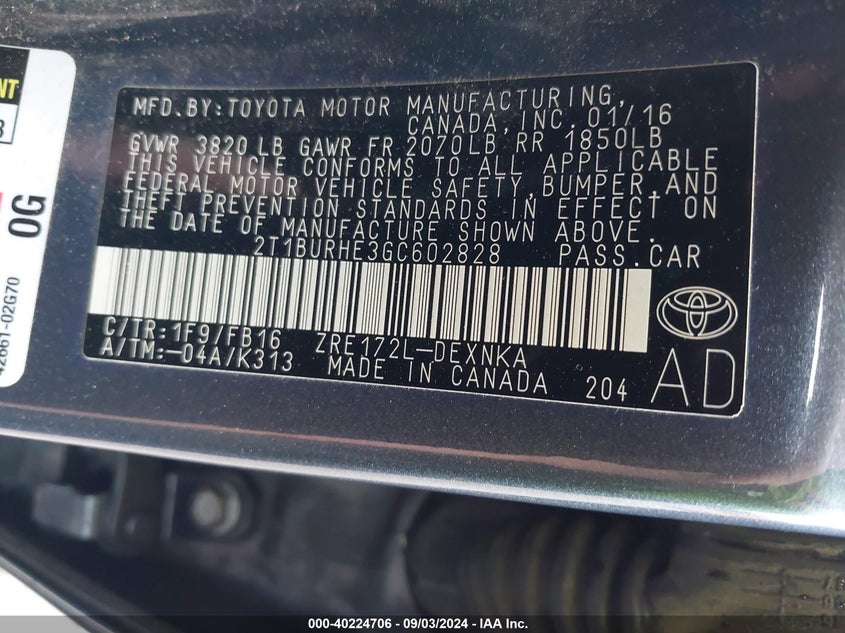 MFD.BY:TOYOTA MOTOR MANUFACTURING,
CANADA,INC.01/16
GVWR 3820 LB GAWR FR 2070LB RR 1850LB
THIS VEHICLE CONFORMS TO ALL APPLICABLE
FEDERAL MOTOR VEHICLE SAFETY,BUMPER,AND
THEFT PREVENTION STANDARDS IN EFFECT ON
THE DATE OF MANUFACTURE SHOWN ABOVE.
2T1BURHE3GC602828 PASS.CAR
C/TR:1F9/FB16 ZRE172L-DEXNKA
A/TM:-04A/K313 MADE IN CANADA 204
AD
0G
42661-02G70
000-40224706 - 09/03/2024 - IAA Inc.